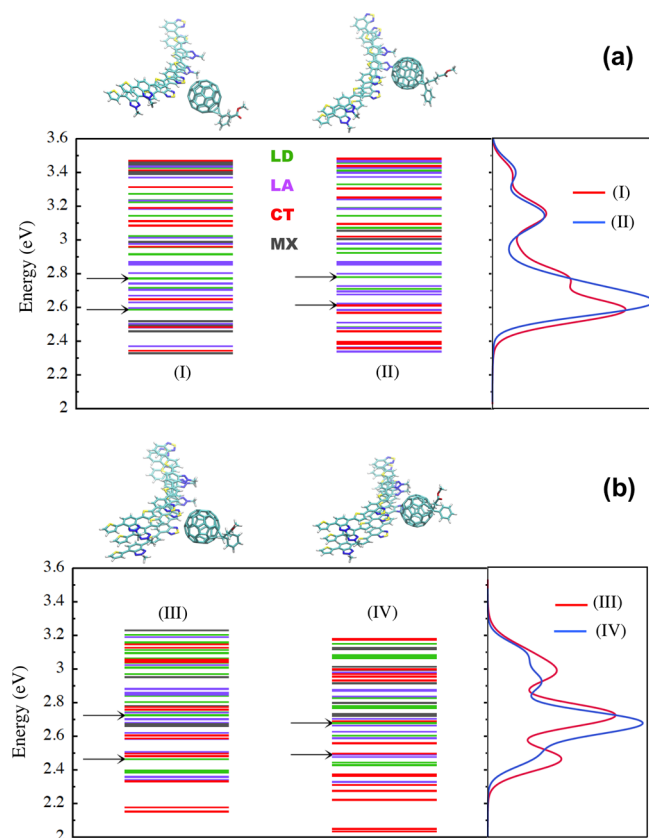 (a)
3.6
3.4
3.2
3
2.8
2.6
2.4
2.2
2
Energy (eV)
LD
LA
CT
MX
(I)
(II)
(I)
(II)
(b)
3.6
3.4
3.2
3
2.8
2.6
2.4
2.2
2
Energy (eV)
(III)
(IV)
(III)
(IV)